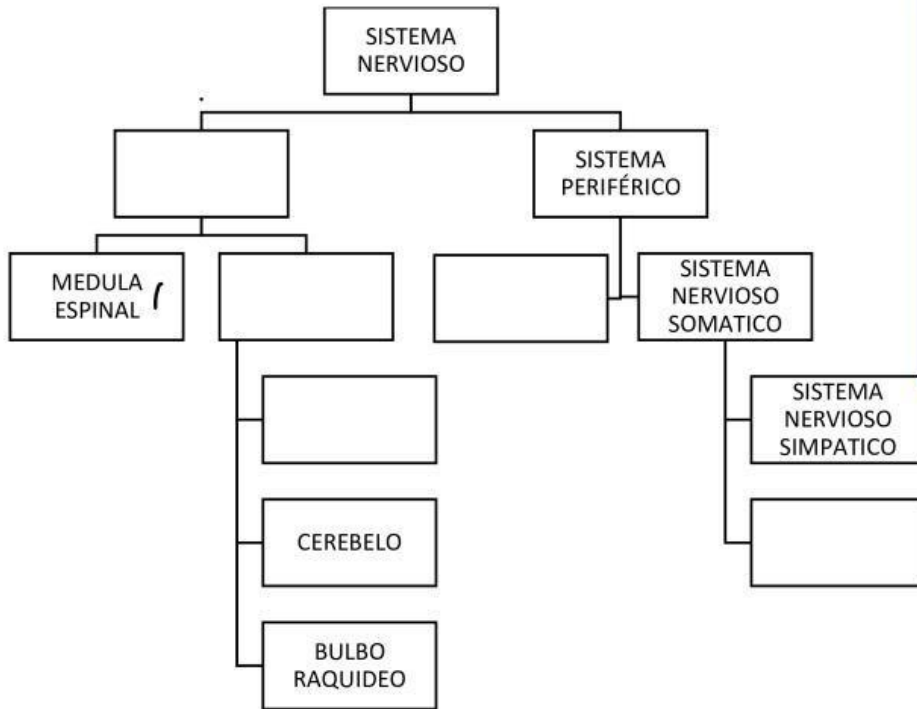 SISTEMA
NERVIOSO
SISTEMA
PERIFÉRICO
MEDULA
ESPINAL
SISTEMA
NERVIOSO
SOMATICO
SISTEMA
NERVIOSO
SIMPATICO
CEREBELO
BULBO
RAQUIDEO